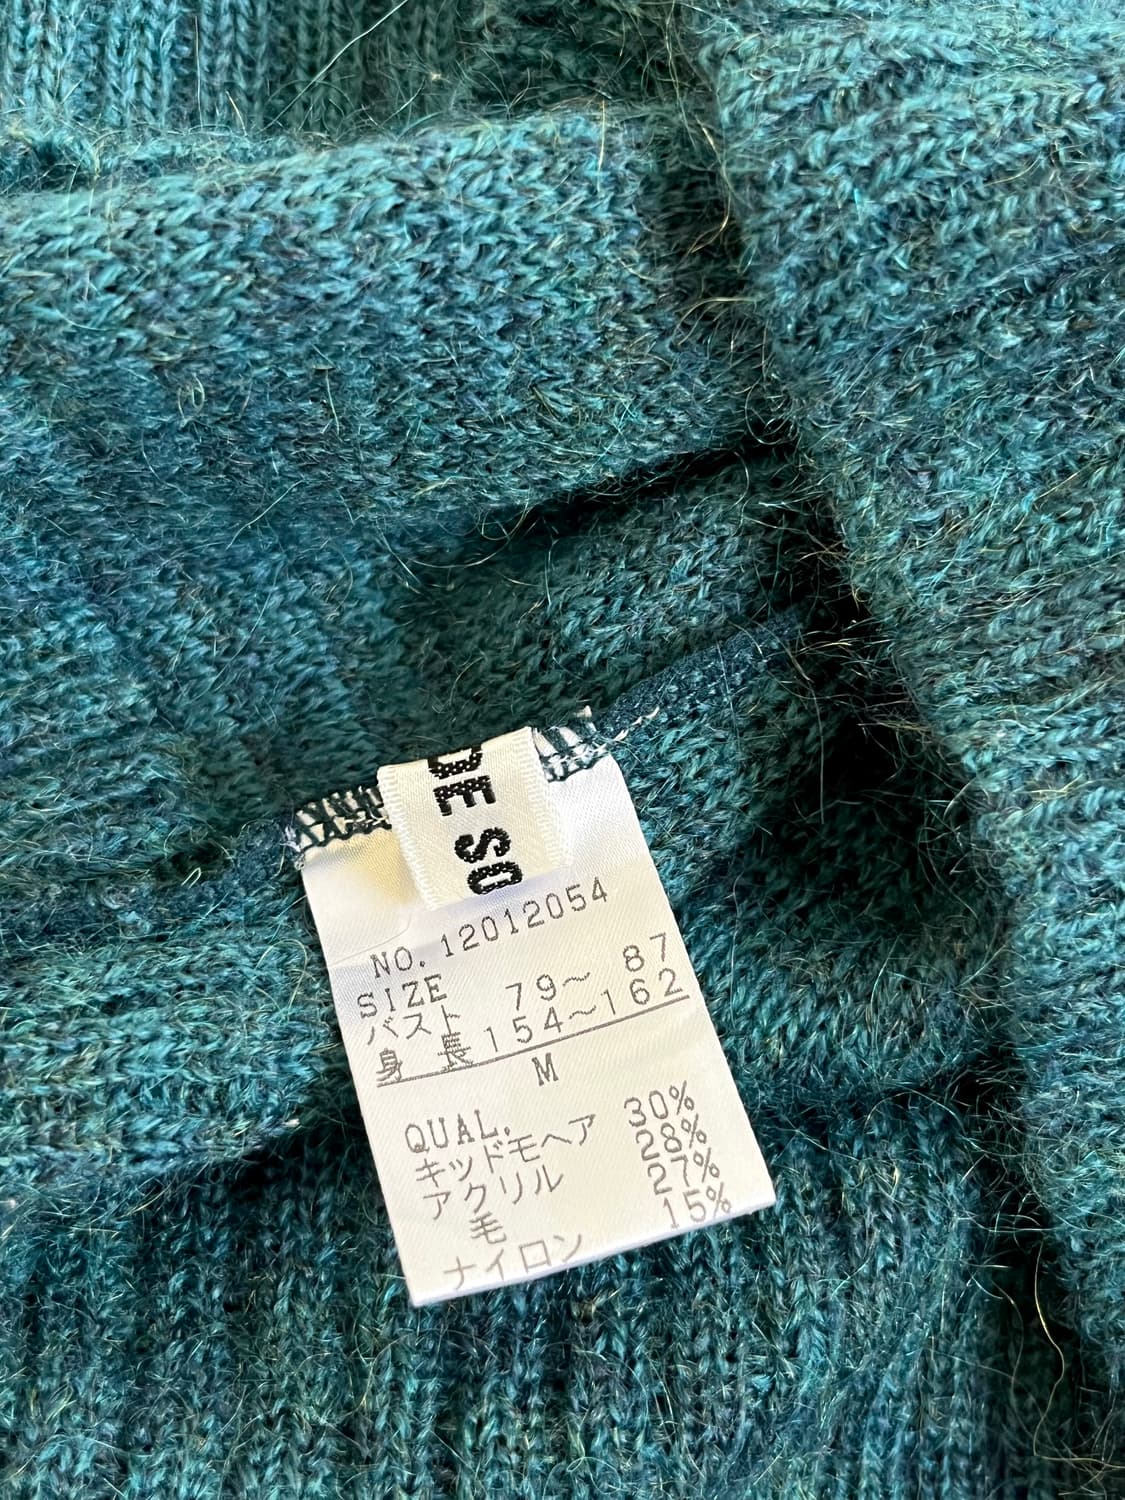 DE SO
NO. 12012054
SIZE
バスト 79〜 87
身 長 154〜162
M
QUAL.
キッドモヘア 30%
アクリル 28%
毛 27%
ナイロン 15%